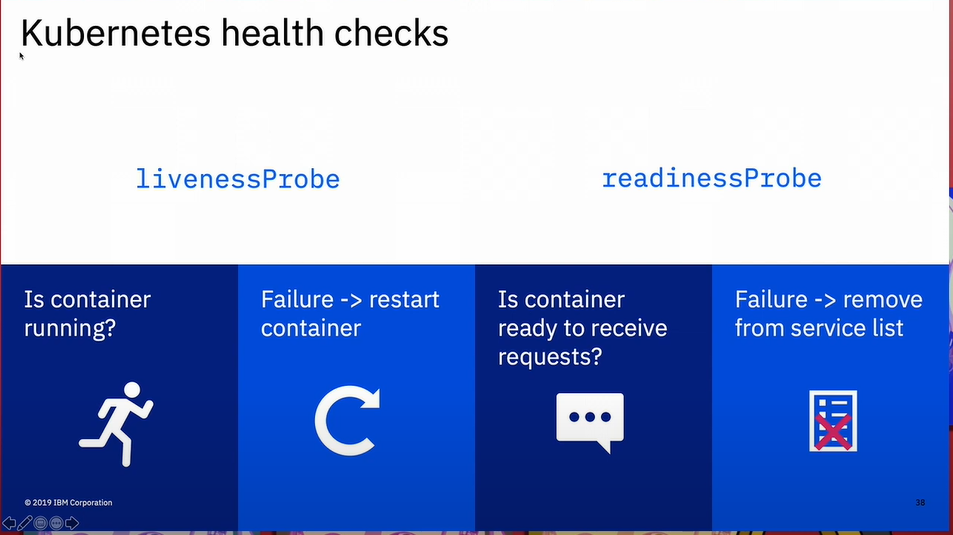 Kubernetes health checks
livenessProbe
readinessProbe
Is container
running?
Failure -> restart
container
Is container
ready to receive
requests?
Failure -> remove
from service list
© 2019 IBM Corporation
38